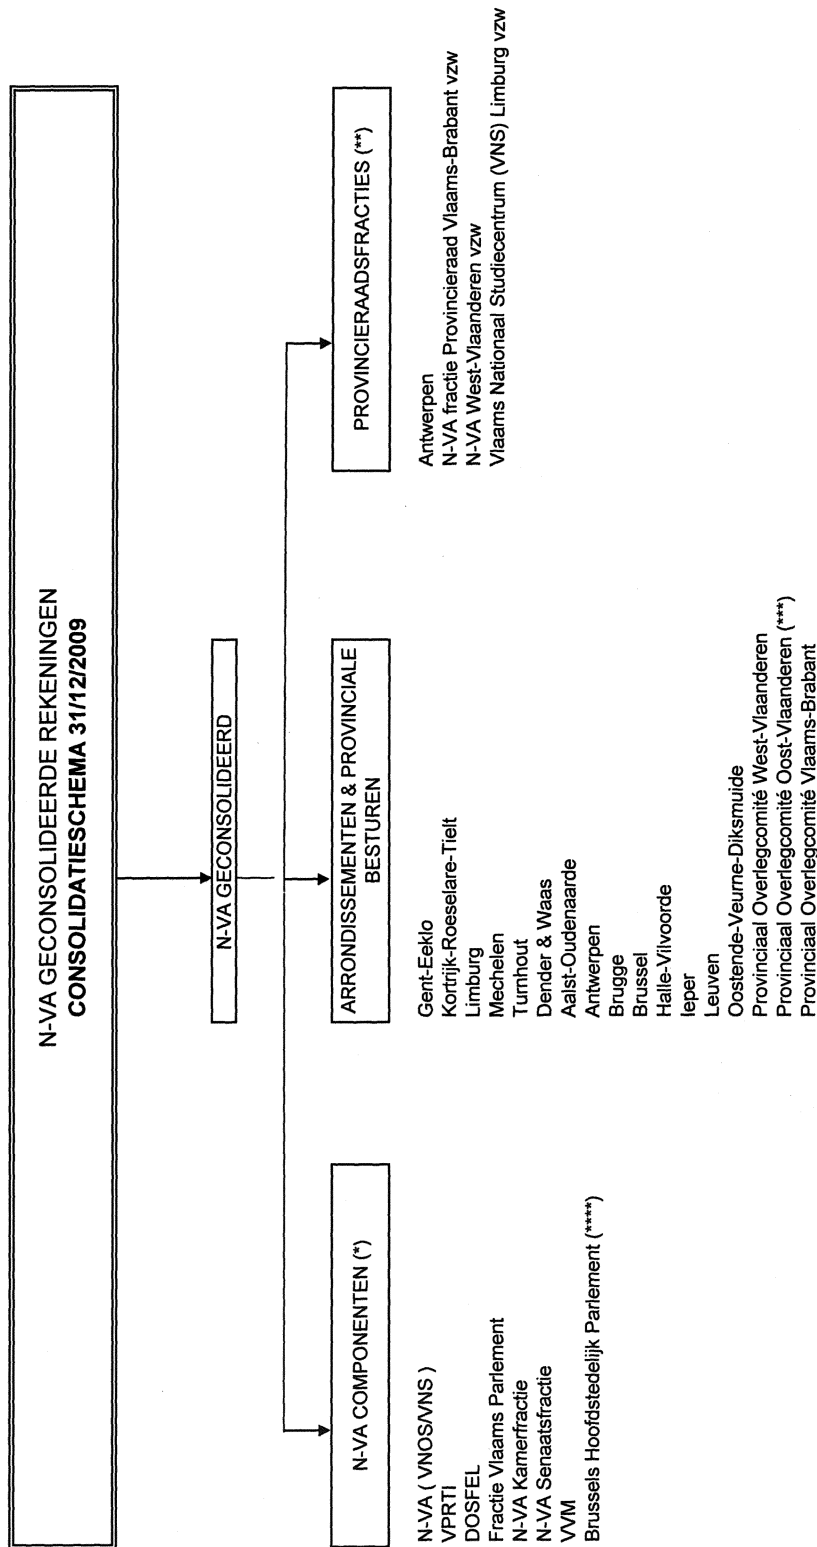 N-VA GECONSOLIDEERDE REKENINGEN
CONSOLIDATIESCHEMA 31/12/2009
N-VA GECONSOLIDEERD
N-VA COMPONENTEN (*)
N-VA ( VNOS/VNS )
VPRTI
DOSFEL
Fractie Vlaams Parlement
N-VA Kamerfractie
N-VA Senaatsfractie
VVM
Brussels Hoofdstedelijk Parlement (****)
ARRONDISSEMENTEN & PROVINCIALE
BESTUREN
Gent-Eeklo
Kortrijk-Roeselare-Tielt
Limburg
Mechelen
Turnhout
Dender & Waas
Aalst-Oudenaarde
Antwerpen
Brugge
Brussel
Halle-Vilvoorde
Ieper
Leuven
Oostende-Veurne-Diksmuide
Provinciaal Overlegcomité West-Vlaanderen
Provinciaal Overlegcomité Oost-Vlaanderen (***)
Provinciaal Overlegcomité Vlaams-Brabant
PROVINCIERAADSFRACTIES (**)
Antwerpen
N-VA fractie Provincieraad Vlaams-Brabant vzw
N-VA West-Vlaanderen vzw
Vlaams Nationaal Studiecentrum (VNS) Limburg vzw